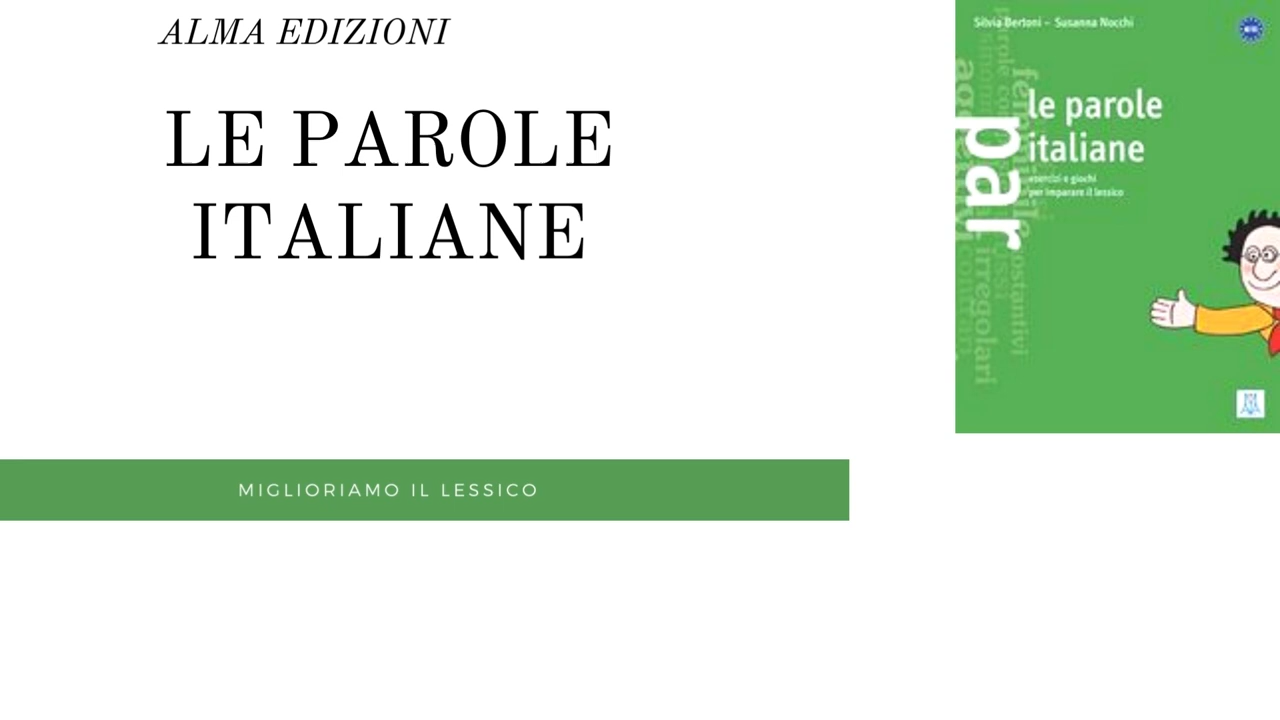 ALMA EDIZIONI
LE PAROLE
ITALIANE
MIGLIORIAMO IL LESSICO
Silvia Bertoni – Susanna Nocchi
le parole
italiane
esercizi e giochi
per imparare il lessico
par
irregolari